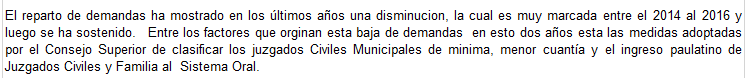 El reparto de demandas ha mostrado en los últimos años una disminucion, la cual es muy marcada entre el 2014 al 2016 y
luego se ha sostenido. Entre los factores que orginan esta baja de demandas en esto dos años esta las medidas adoptadas
por el Consejo Superior de clasificar los juzgados Civiles Municipales de minima, menor cuantía y el ingreso paulatino de
Juzgados Civiles y Familia al Sistema Oral.